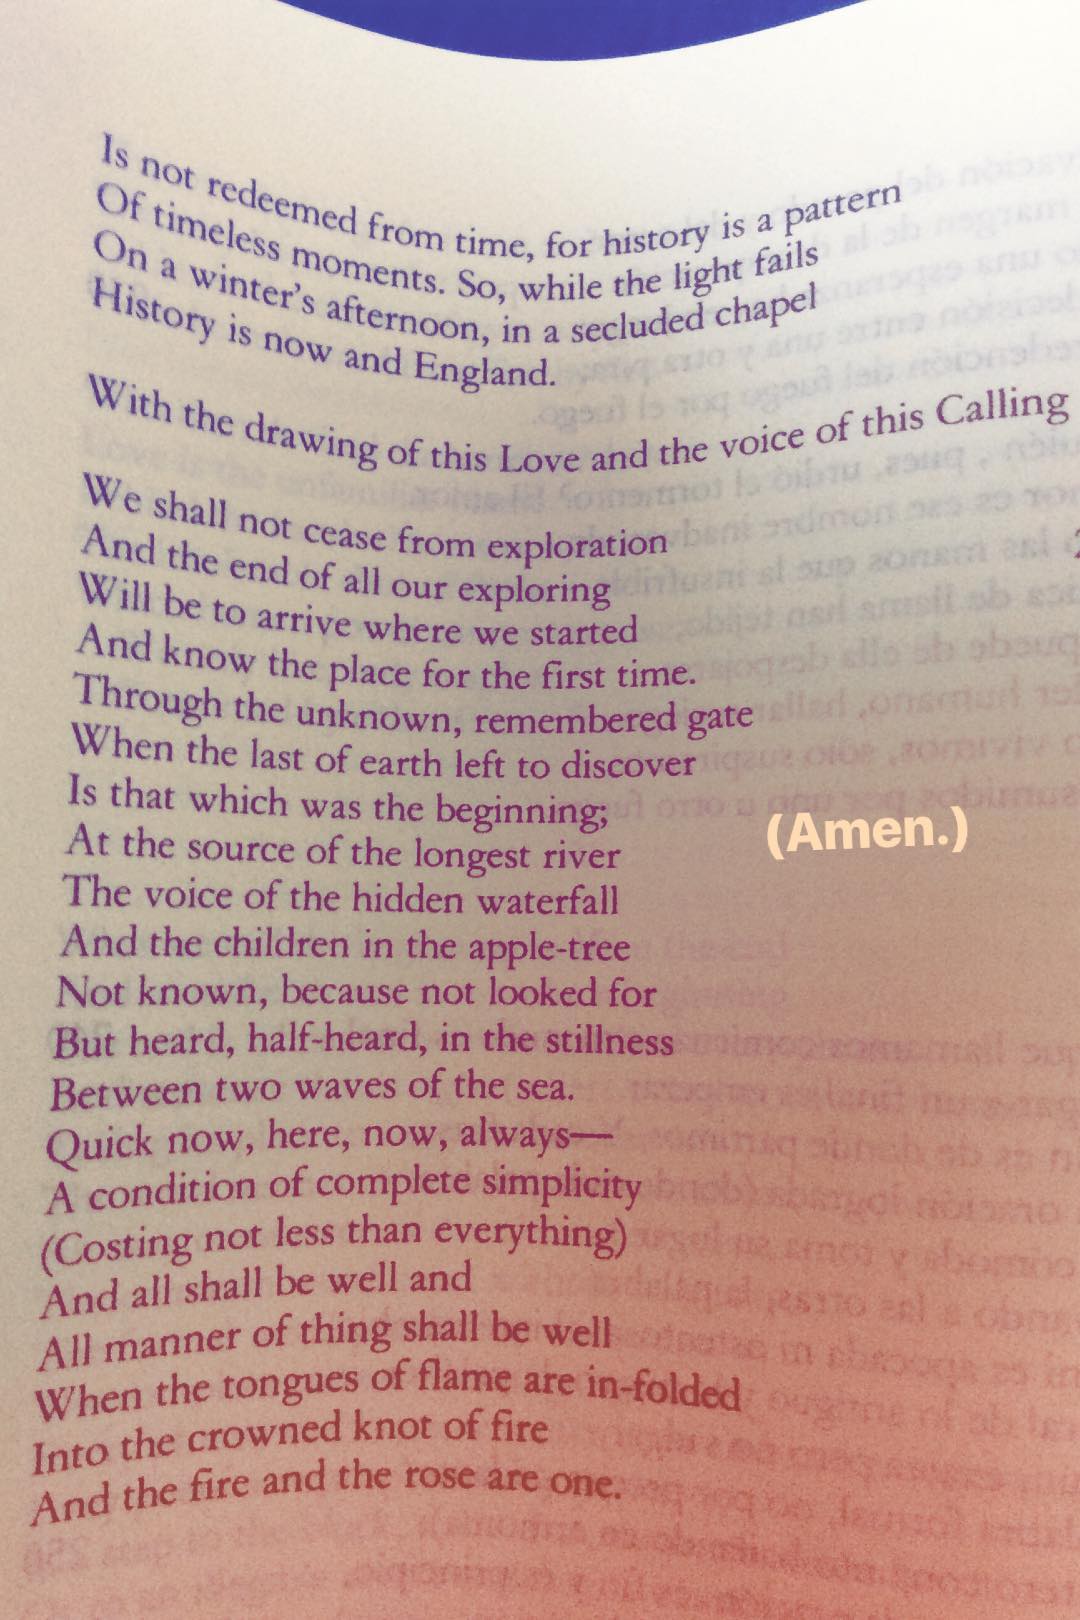 Is not redeemed from time, for history is a pattern
Of timeless moments. So, while the light fails
On a winter's afternoon, in a secluded chapel
History is now and England.
With the drawing of this Love and the voice of this Calling
We shall not cease from exploration
And the end of all our exploring
Will be to arrive where we started
And know the place for the first time.
Through the unknown, remembered gate
When the last of earth left to discover
Is that which was the beginning;
At the source of the longest river
(Amen.)
The voice of the hidden waterfall
And the children in the apple-tree
Not known, because not looked for
But heard, half-heard, in the stillness
Between two waves of the sea.
Quick now, here, now, always—
A condition of complete simplicity
(Costing not less than everything)
And all shall be well and
All manner of thing shall be well
When the tongues of flame are in-folded
Into the crowned knot of fire
And the fire and the rose are one.